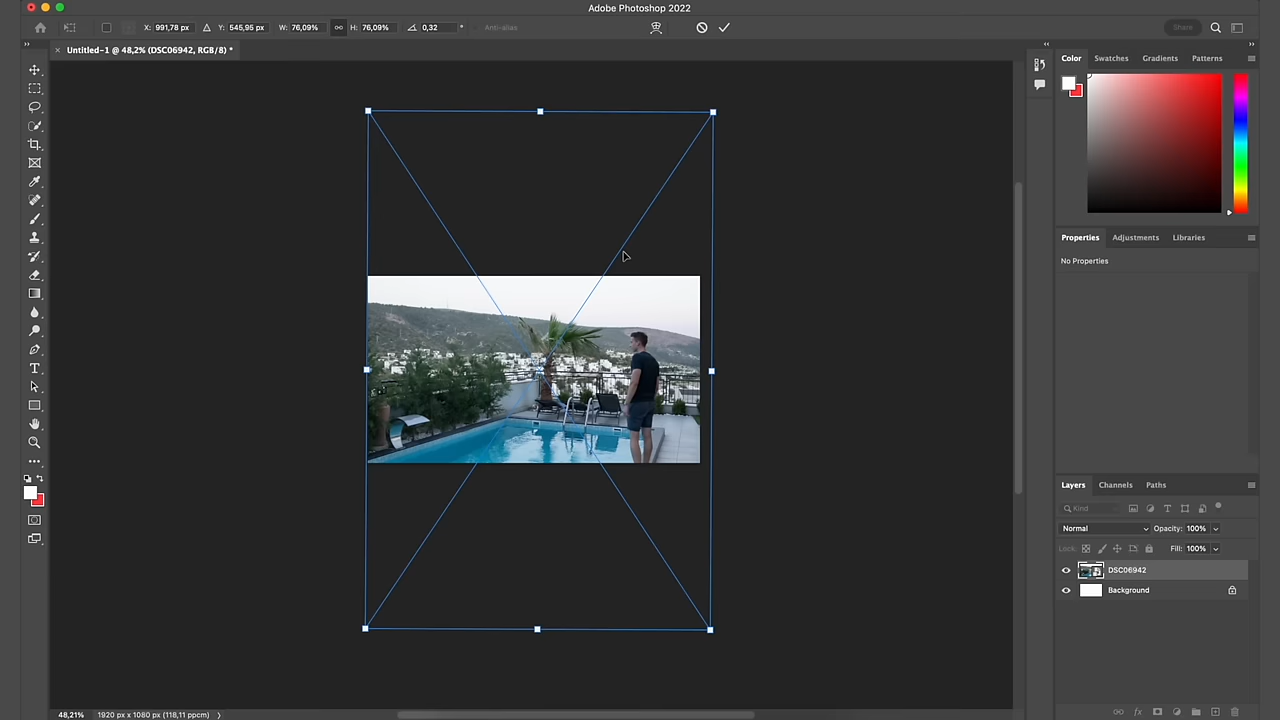 Adobe Photoshop 2022
X: 991,78 px Y: 545,95 px W: 76,09% H: 76,09% 0,32 ° Anti-alias Share
Untitled-1 @ 48,2% (DSC06942, RGB/8) *
Color Swatches Gradients Patterns
Properties Adjustments Libraries
No Properties
Layers Channels Paths
Kind
Normal Opacity: 100%
Lock: Fill: 100%
DSC06942
Background
48,21% 1920 px x 1080 px (118,11 ppcm)